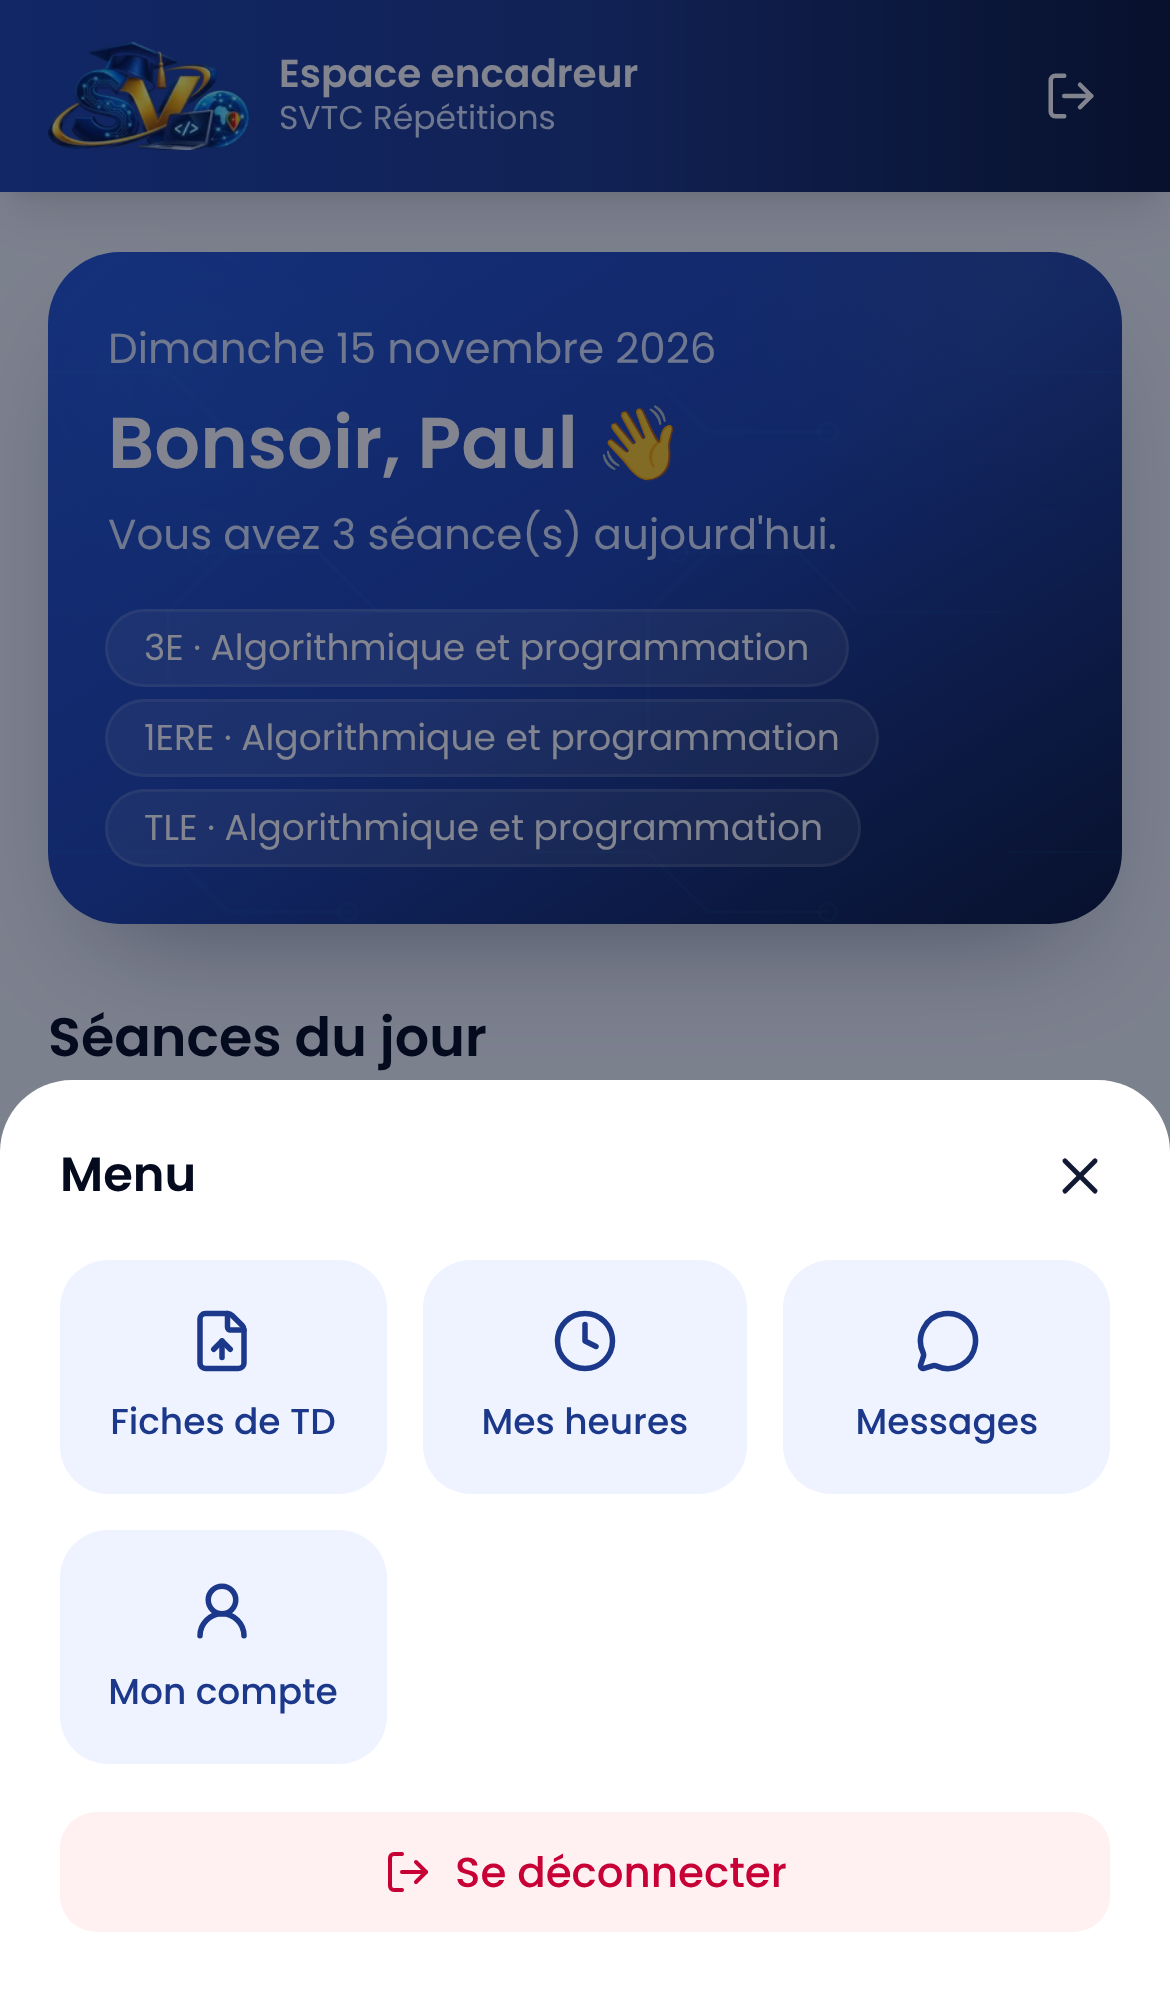 SV
</>
Espace encadreur
SVTC Répétitions
Dimanche 15 novembre 2026
Bonsoir, Paul 👋
Vous avez 3 séance(s) aujourd'hui.
3E · Algorithmique et programmation
1ERE · Algorithmique et programmation
TLE · Algorithmique et programmation
Séances du jour
Menu
Fiches de TD
Mes heures
Messages
Mon compte
Se déconnecter